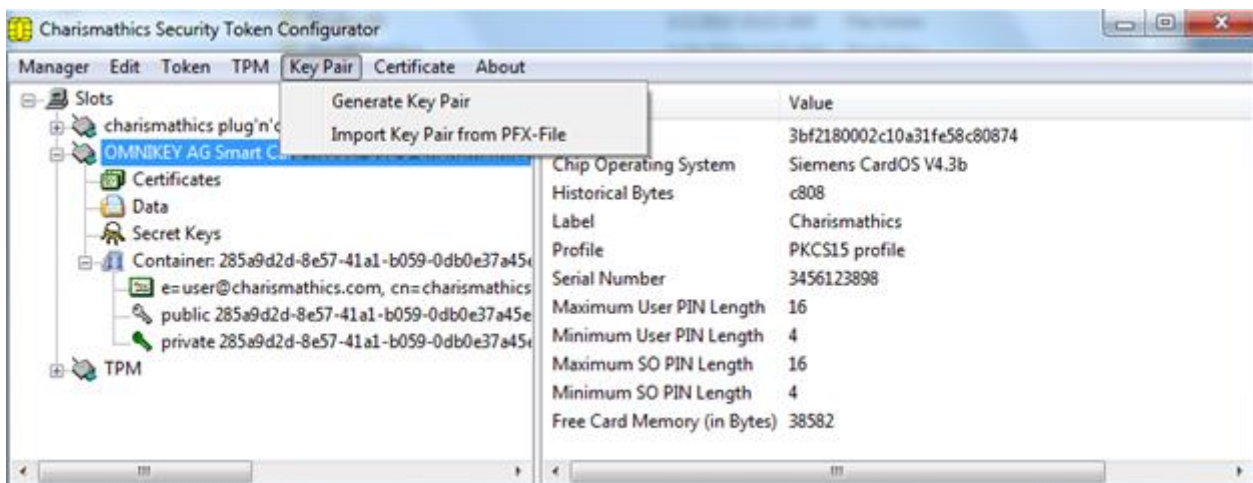 Charismathics Security Token Configurator
Manager Edit Token TPM Key Pair Certificate About
Slots
charismathics plug'n'
OMNIKEY AG Smart
Certificates
Data
Secret Keys
Container: 285a9d2d-8e57-41a1-b059-0db0e37a45e
e=user@charismathics.com, cn=charismathics
public 285a9d2d-8e57-41a1-b059-0db0e37a45e
private 285a9d2d-8e57-41a1-b059-0db0e37a45e
TPM
Generate Key Pair
Import Key Pair from PFX-File
Value
3bf2180002c10a31fe58c80874
Chip Operating System Siemens CardOS V4.3b
Historical Bytes c808
Label Charismathics
Profile PKCS15 profile
Serial Number 3456123898
Maximum User PIN Length 16
Minimum User PIN Length 4
Maximum SO PIN Length 16
Minimum SO PIN Length 4
Free Card Memory (in Bytes) 38582